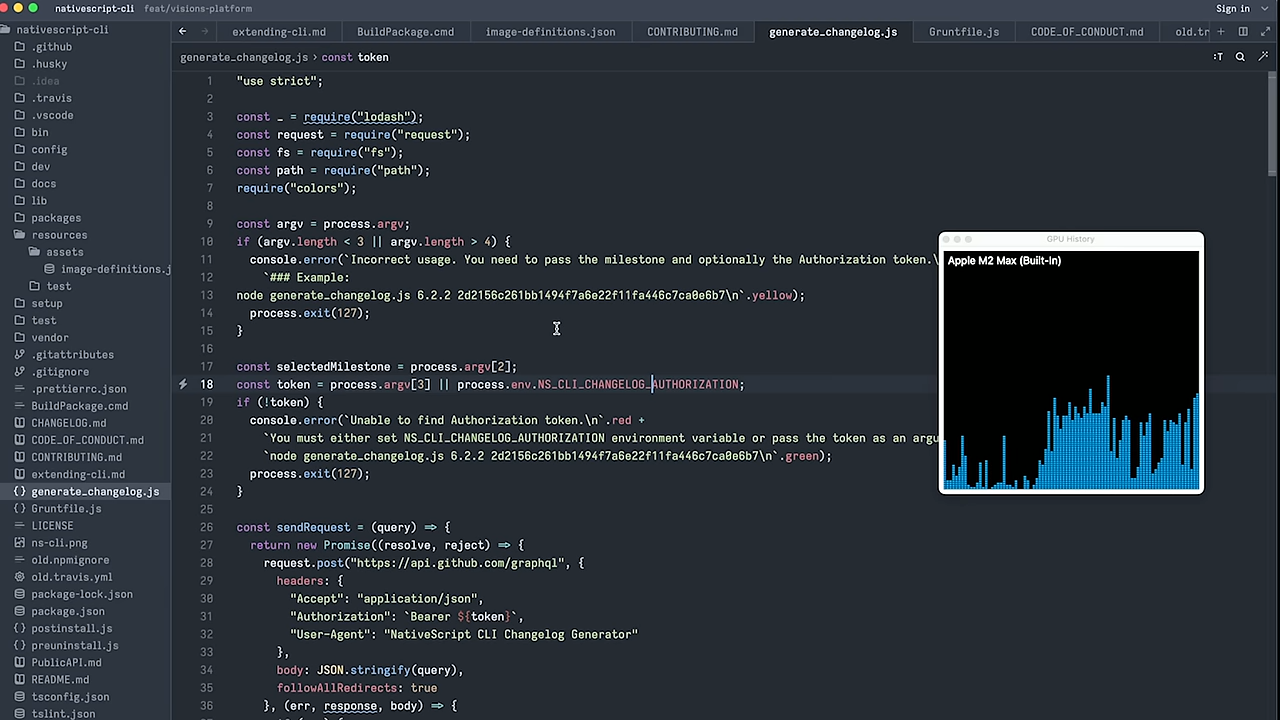 nativescript-cli feat/visions-platform Sign in
nativescript-cli
.github
.husky
.idea
.travis
.vscode
bin
config
dev
docs
lib
packages
resources
assets
image-definitions.j
test
setup
test
vendor
.gitattributes
.gitignore
.prettierrc.json
BuildPackage.cmd
CHANGELOG.md
CODE_OF_CONDUCT.md
CONTRIBUTING.md
extending-cli.md
generate_changelog.js
Gruntfile.js
LICENSE
ns-cli.png
old.npmignore
old.travis.yml
package-lock.json
package.json
postinstall.js
preuninstall.js
PublicAPI.md
README.md
tsconfig.json
tslint.json
extending-cli.md BuildPackage.cmd image-definitions.json CONTRIBUTING.md generate_changelog.js Gruntfile.js CODE_OF_CONDUCT.md old.tr
generate_changelog.js › const token :T
1 "use strict";
2
3 const _ = require("lodash");
4 const request = require("request");
5 const fs = require("fs");
6 const path = require("path");
7 require("colors");
8
9 const argv = process.argv;
10 if (argv.length < 3 || argv.length > 4) {
11 console.error(`Incorrect usage. You need to pass the milestone and optionally the Authorization token.\
12 `### Example:
13 node generate_changelog.js 6.2.2 2d2156c261bb1494f7a6e22f11fa446c7ca0e6b7\n`.yellow);
14 process.exit(127);
15 }
16
17 const selectedMilestone = process.argv[2];
18 const token = process.argv[3] || process.env.NS_CLI_CHANGELOG_AUTHORIZATION;
19 if (!token) {
20 console.error(`Unable to find Authorization token.\n`.red +
21 `You must either set NS_CLI_CHANGELOG_AUTHORIZATION environment variable or pass the token as an argu
22 `node generate_changelog.js 6.2.2 2d2156c261bb1494f7a6e22f11fa446c7ca0e6b7\n`.green);
23 process.exit(127);
24 }
25
26 const sendRequest = (query) => {
27 return new Promise((resolve, reject) => {
28 request.post("https://api.github.com/graphql", {
29 headers: {
30 "Accept": "application/json",
31 "Authorization": `Bearer ${token}`,
32 "User-Agent": "NativeScript CLI Changelog Generator"
33 },
34 body: JSON.stringify(query),
35 followAllRedirects: true
36 }, (err, response, body) => {
GPU History
Apple M2 Max (Built-In)